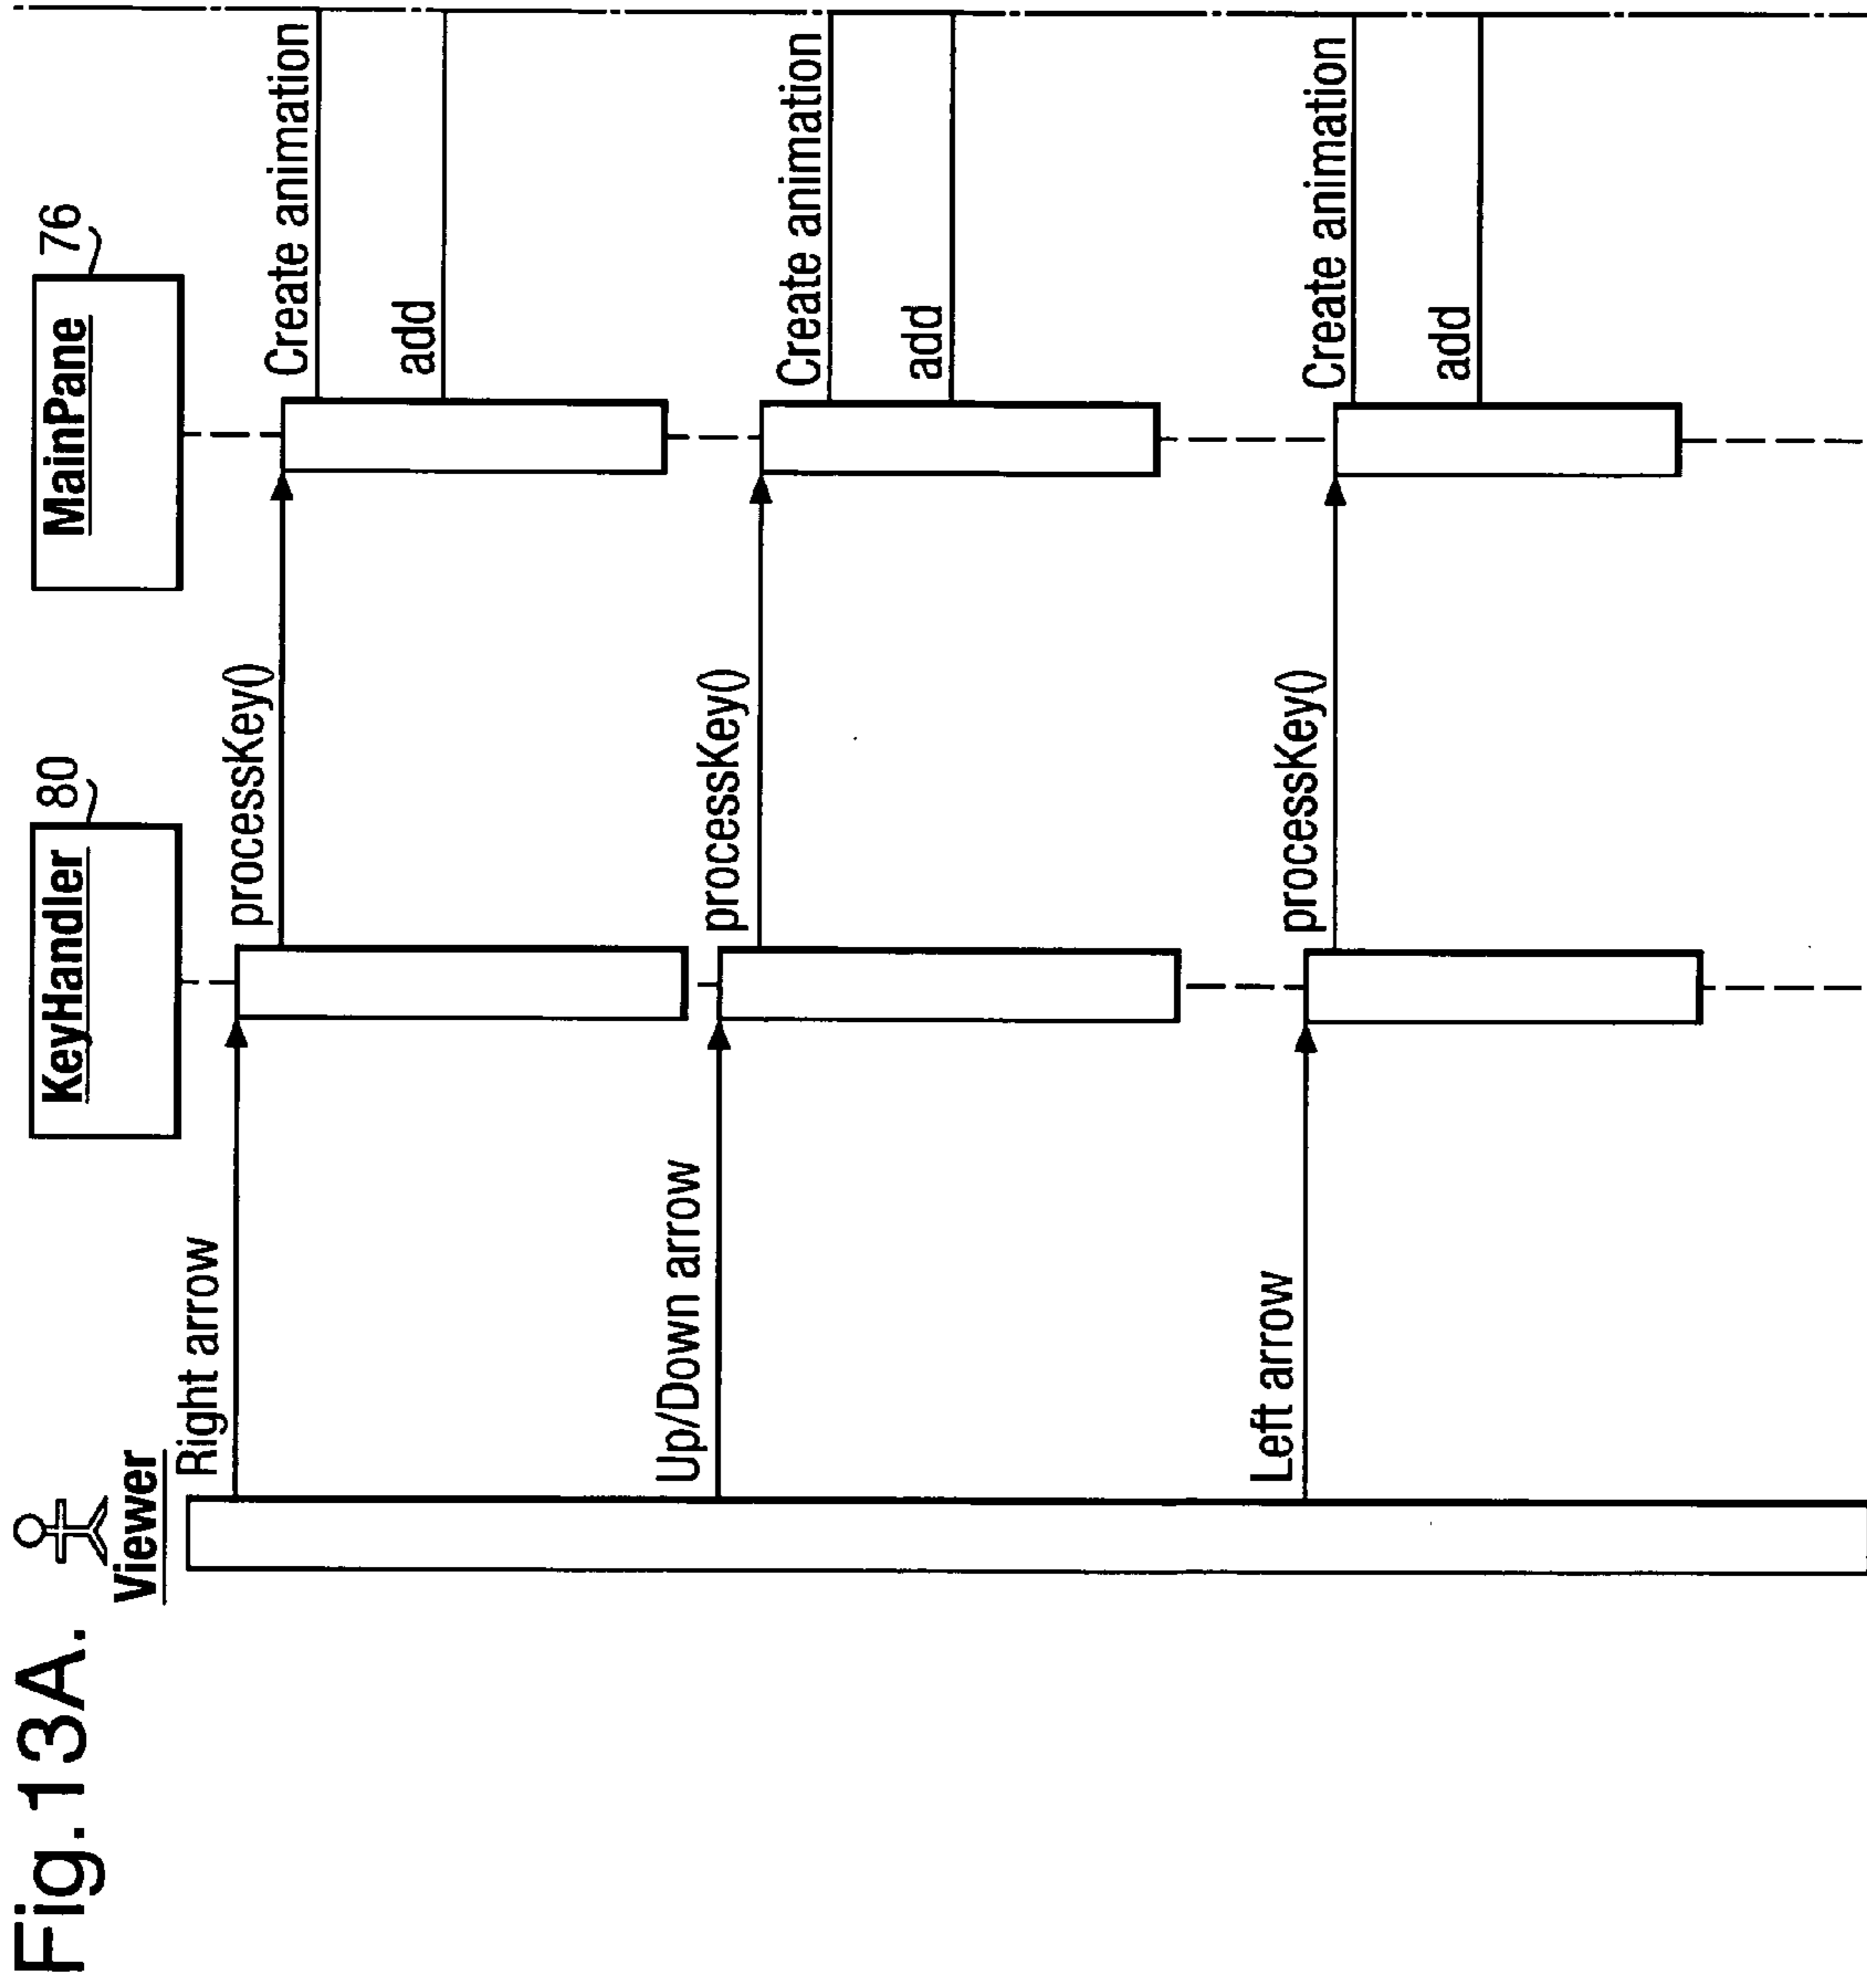 Fig.13A.
Viewer
KeyHandler
80
MainPane
76
Right arrow
processKey()
Create animation
add
Up/Down arrow
processKey()
Create animation
add
Left arrow
processKey()
Create animation
add